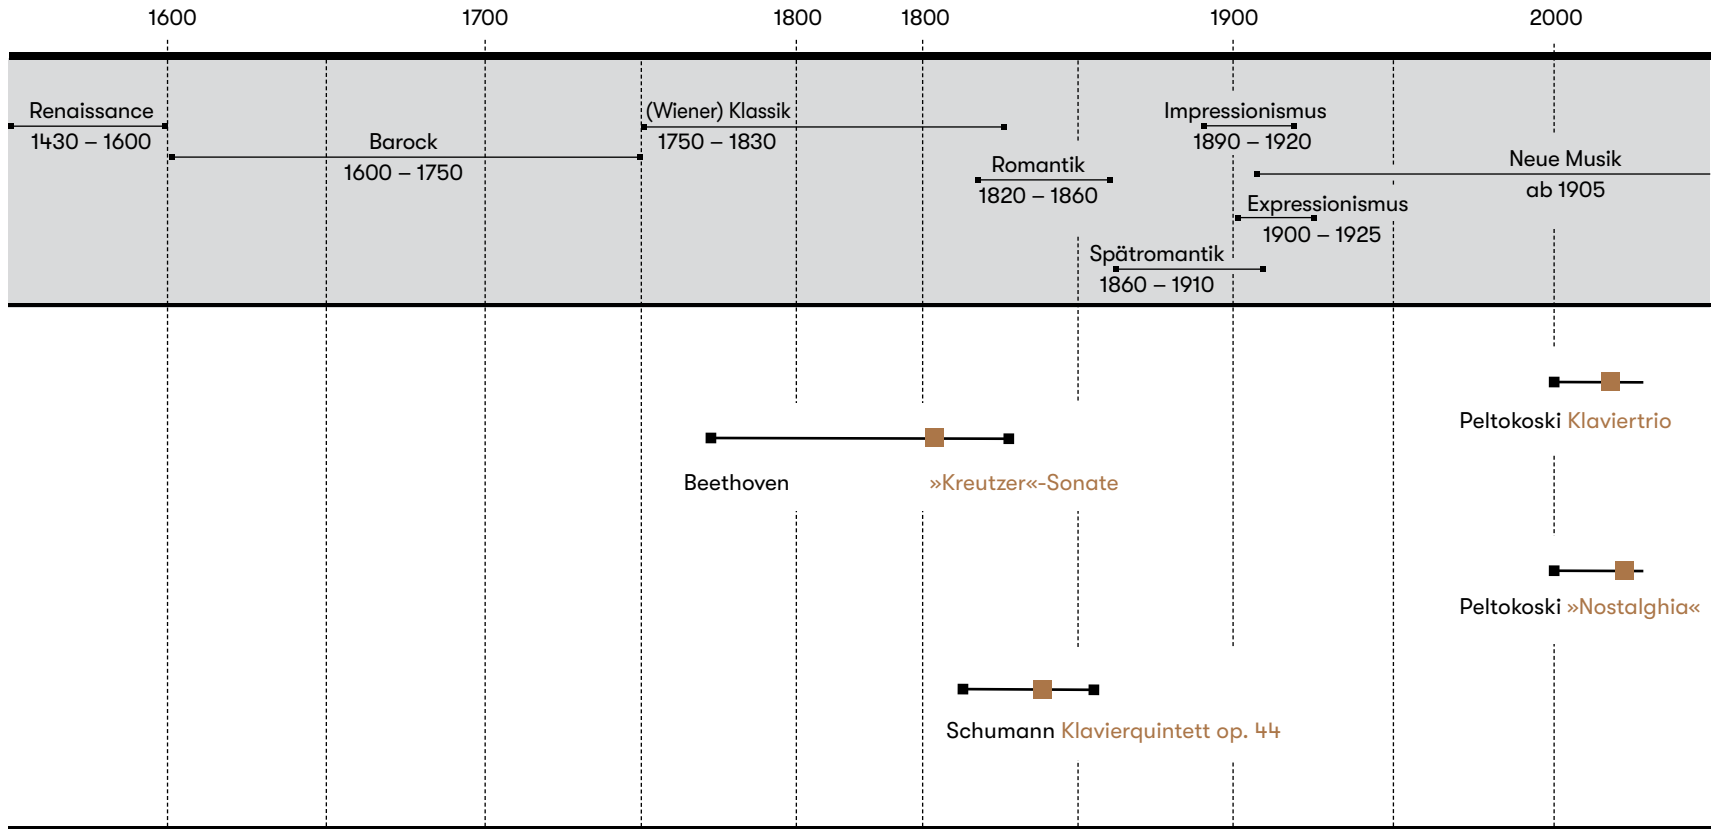 1600 1700 1800 1800 1900 2000
Renaissance
1430 – 1600
Barock
1600 – 1750
(Wiener) Klassik
1750 – 1830
Romantik
1820 – 1860
Spätromantik
1860 – 1910
Impressionismus
1890 – 1920
Expressionismus
1900 – 1925
Neue Musik
ab 1905
Peltokoski Klaviertrio
Beethoven »Kreutzer«-Sonate
Peltokoski »Nostalghia«
Schumann Klavierquintett op. 44